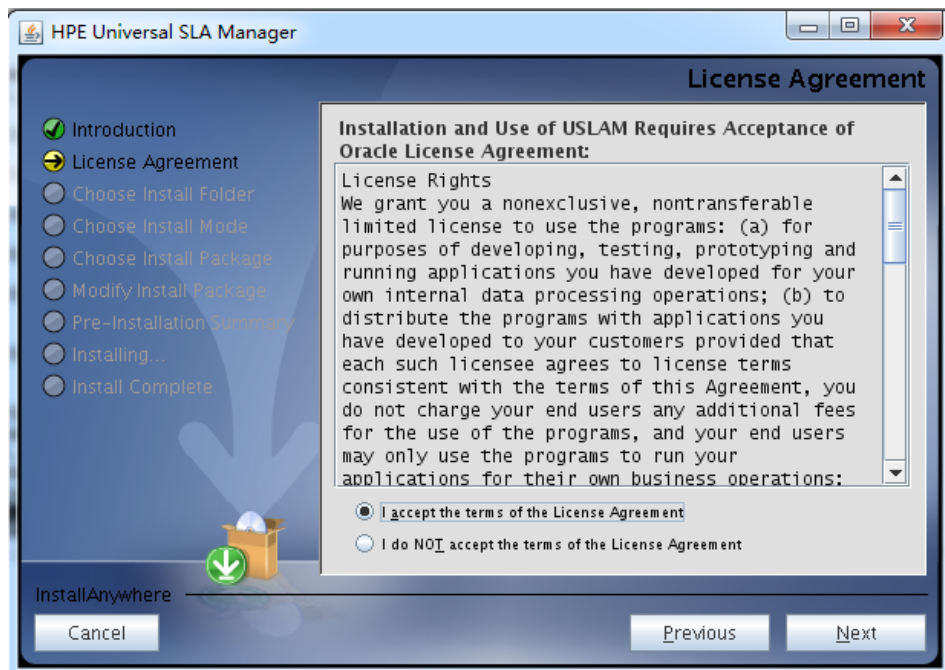 HPE Universal SLA Manager
License Agreement
Introduction
License Agreement
Choose Install Folder
Choose Install Mode
Choose Install Package
Modify Install Package
Pre-Installation Summary
Installing...
Install Complete
Installation and Use of USLAM Requires Acceptance of
Oracle License Agreement:
License Rights
We grant you a nonexclusive, nontransferable
limited license to use the programs: (a) for
purposes of developing, testing, prototyping and
running applications you have developed for your
own internal data processing operations; (b) to
distribute the programs with applications you
have developed to your customers provided that
each such licensee agrees to license terms
consistent with the terms of this Agreement, you
do not charge your end users any additional fees
for the use of the programs, and your end users
may only use the programs to run your
applications for their own business operations;
I accept the terms of the License Agreement
I do NOT accept the terms of the License Agreement
InstallAnywhere
Cancel
Previous
Next